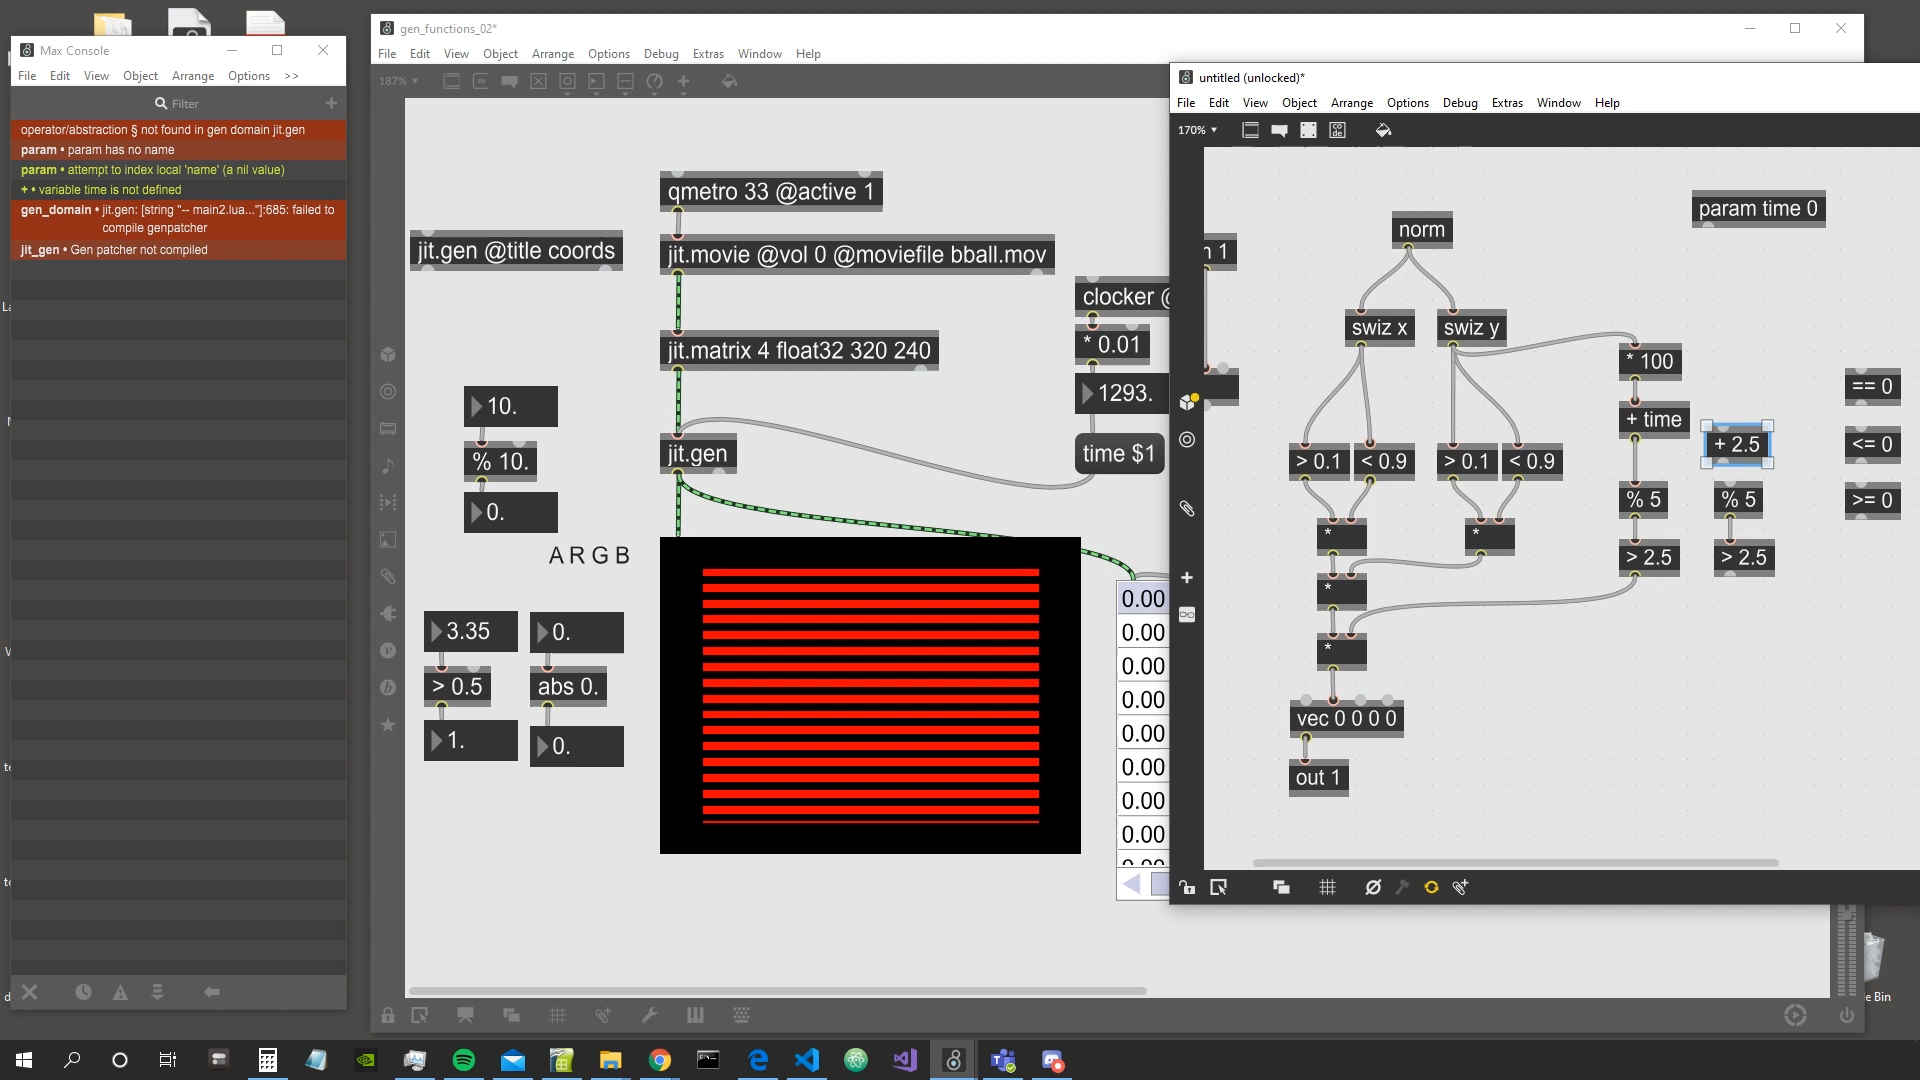 Max Console
File Edit View Object Arrange Options >>
Filter
operator/abstraction § not found in gen domain jit.gen
param • param has no name
param • attempt to index local 'name' (a nil value)
+ • variable time is not defined
gen_domain • jit.gen: [string "-- main2.lua..."]:685: failed to
compile genpatcher
jit_gen • Gen patcher not compiled
gen_functions_02*
File Edit View Object Arrange Options Debug Extras Window Help
187%
qmetro 33 @active 1
jit.gen @title coords
jit.movie @vol 0 @moviefile bball.mov
clocker @
* 0.01
jit.matrix 4 float32 320 240
1293.
10.
jit.gen
time $1
% 10.
0.
A R G B
3.35
0.
> 0.5
abs 0.
1.
0.
0.00
0.00
0.00
0.00
0.00
0.00
0.00
0.00
0.00
untitled (unlocked)*
File Edit View Object Arrange Options Debug Extras Window Help
170%
param time 0
norm
n 1
swiz x
swiz y
* 100
== 0
+ time
+ 2.5
<= 0
> 0.1
< 0.9
> 0.1
< 0.9
% 5
% 5
>= 0
*
*
> 2.5
> 2.5
*
*
vec 0 0 0 0
out 1
e Bin